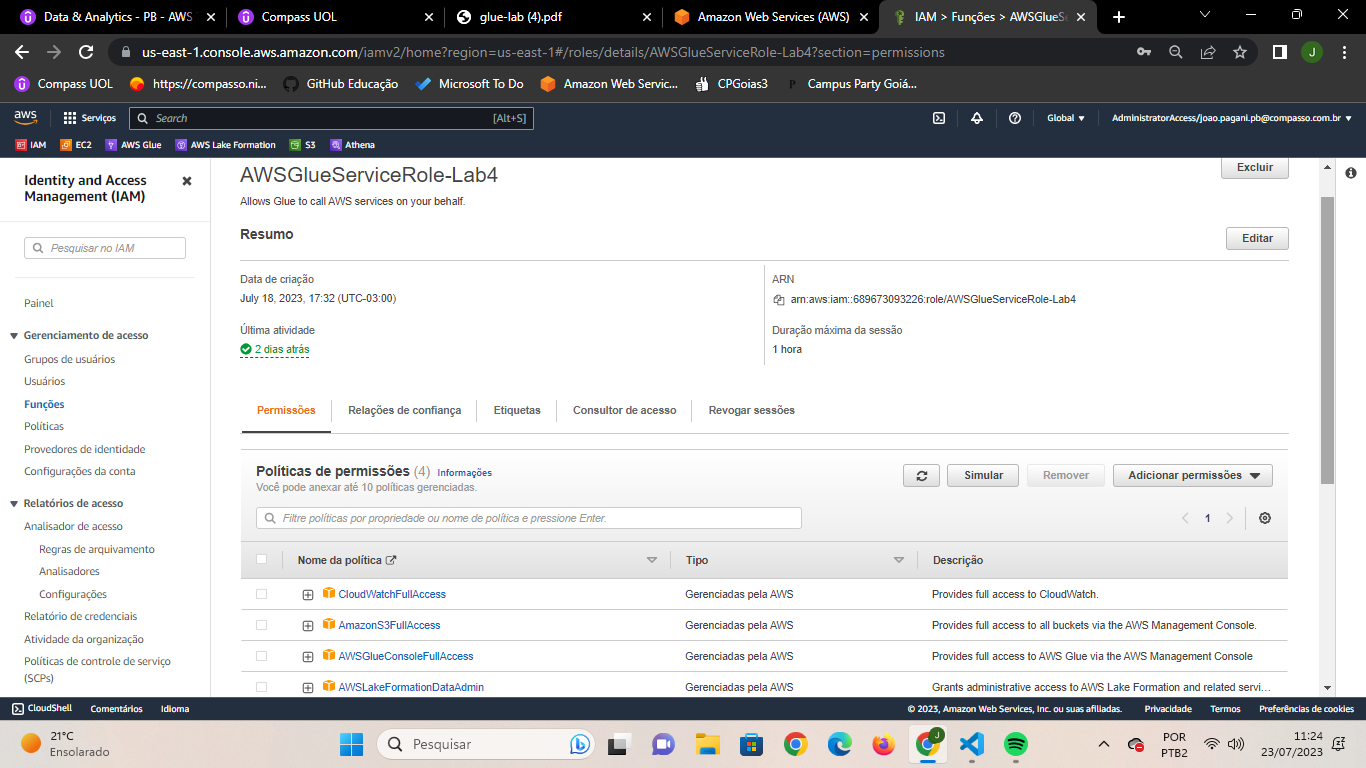 Data & Analytics - PB - AWS
Compass UOL
glue-lab (4).pdf
Amazon Web Services (AWS)
IAM > Funções > AWSGlueSe
us-east-1.console.aws.amazon.com/iamv2/home?region=us-east-1#/roles/details/AWSGlueServiceRole-Lab4?section=permissions
J
Compass UOL
https://compasso.ni...
GitHub Educação
Microsoft To Do
Amazon Web Servic...
CPGoias3
P Campus Party Goiá...
aws
Serviços
Search
[Alt+S]
Global
AdministratorAccess/joao.pagani.pb@compasso.com.br
IAM
EC2
AWS Glue
AWS Lake Formation
S3
Athena
Identity and Access
Management (IAM)
Pesquisar no IAM
Painel
Gerenciamento de acesso
Grupos de usuários
Usuários
Funções
Políticas
Provedores de identidade
Configurações da conta
Relatórios de acesso
Analisador de acesso
Regras de arquivamento
Analisadores
Configurações
Relatório de credenciais
Atividade da organização
Políticas de controle de serviço
(SCPs)
AWSGlueServiceRole-Lab4
Excluir
Allows Glue to call AWS services on your behalf.
Resumo
Editar
Data de criação
July 18, 2023, 17:32 (UTC-03:00)
ARN
arn:aws:iam::689673093226:role/AWSGlueServiceRole-Lab4
Última atividade
2 dias atrás
Duração máxima da sessão
1 hora
Permissões
Relações de confiança
Etiquetas
Consultor de acesso
Revogar sessões
Políticas de permissões (4) Informações
Você pode anexar até 10 políticas gerenciadas.
Simular
Remover
Adicionar permissões
Filtre políticas por propriedade ou nome de política e pressione Enter.
1
Nome da política
Tipo
Descrição
CloudWatchFullAccess
Gerenciadas pela AWS
Provides full access to CloudWatch.
AmazonS3FullAccess
Gerenciadas pela AWS
Provides full access to all buckets via the AWS Management Console.
AWSGlueConsoleFullAccess
Gerenciadas pela AWS
Provides full access to AWS Glue via the AWS Management Console
AWSLakeFormationDataAdmin
Gerenciadas pela AWS
Grants administrative access to AWS Lake Formation and related servi…
CloudShell
Comentários
Idioma
© 2023, Amazon Web Services, Inc. ou suas afiliadas.
Privacidade
Termos
Preferências de cookies
21°C
Ensolarado
Pesquisar
J
POR
PTB2
11:24
23/07/2023